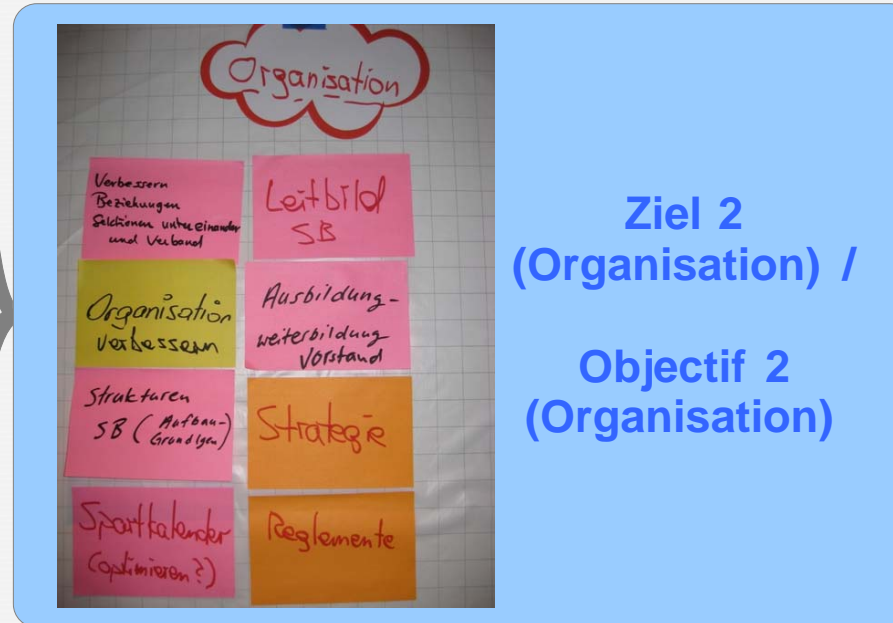 Organisation
Verbessern
Beziehungen
Sektionen untereinander
und Verband
Leitbild
SB
Organisation
verbessern
Ausbildung-
weiterbildung
Vorstand
Strukturen
SB (Aufbau-
Grundlgen)
Strategie
Sportkalender
(optimieren?)
Reglemente
Ziel 2
(Organisation) /
Objectif 2
(Organisation)